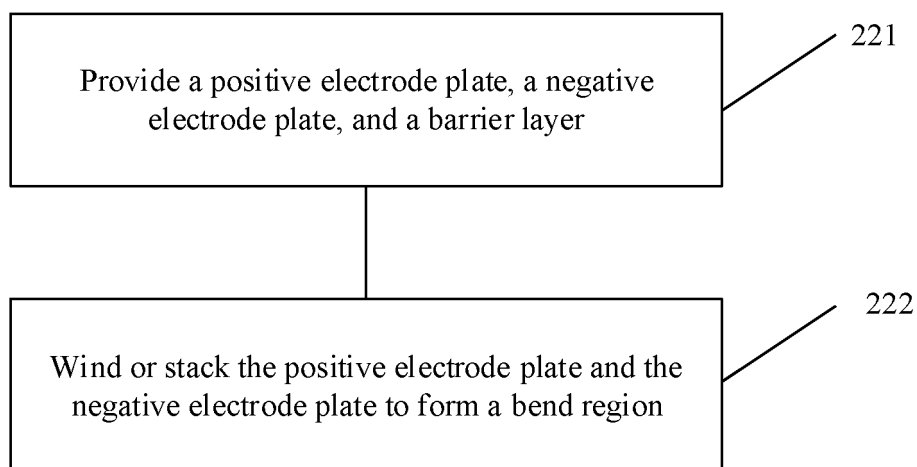 221
Provide a positive electrode plate, a negative
electrode plate, and a barrier layer
222
Wind or stack the positive electrode plate and the
negative electrode plate to form a bend region